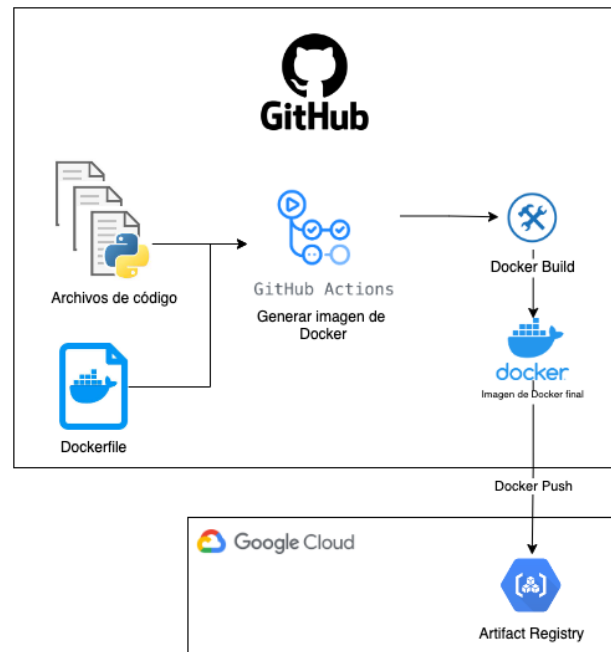 GitHub
Archivos de código
GitHub Actions
Generar imagen de
Docker
Docker Build
docker
Imagen de Docker final
Dockerfile
Docker Push
Google Cloud
Artifact Registry